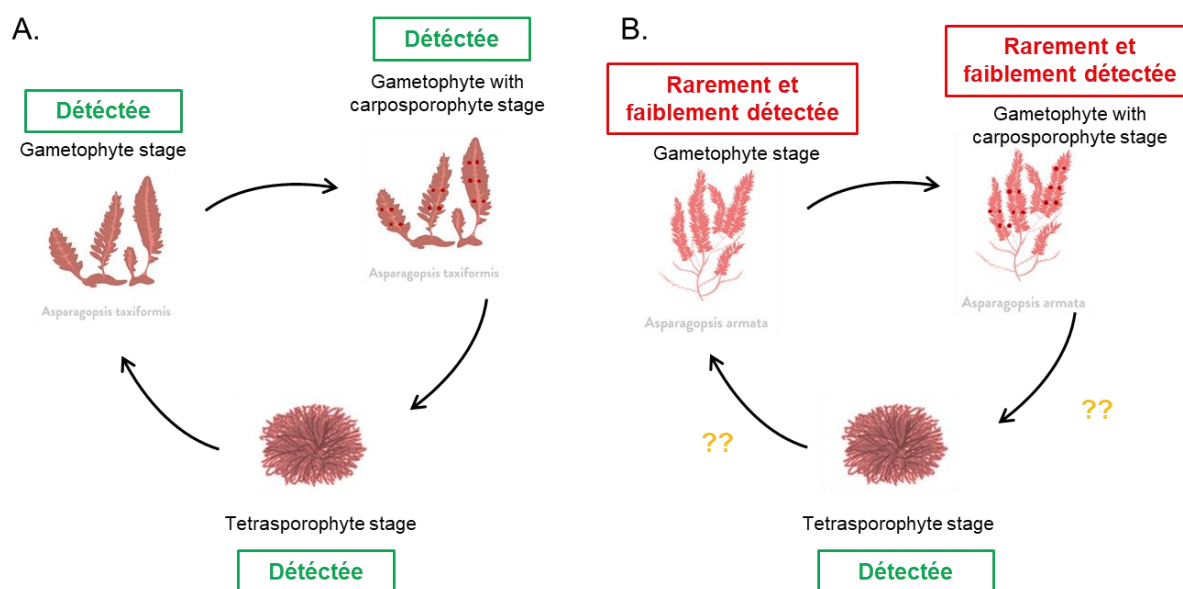 A.
Détéctée
Gametophyte stage
Asparagopsis taxiformis
Détéctée
Gametophyte with
carposporophyte stage
Asparagopsis taxiformis
Tetrasporophyte stage
Détéctée
B.
Rarement et
faiblement détectée
Gametophyte stage
Asparagopsis armata
Rarement et
faiblement détectée
Gametophyte with
carposporophyte stage
Asparagopsis armata
??
??
Tetrasporophyte stage
Détectée